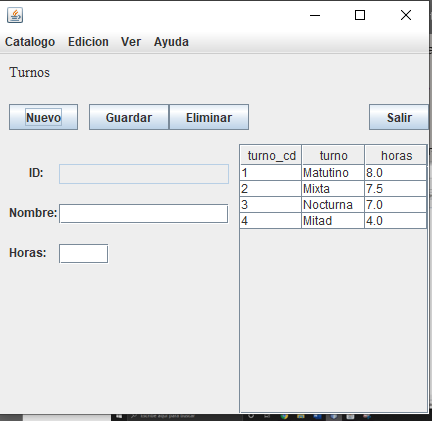 Catalogo Edicion Ver Ayuda
Turnos
Nuevo Guardar Eliminar Salir
turno_cd turno horas
1 Matutino 8.0
2 Mixta 7.5
3 Nocturna 7.0
4 Mitad 4.0
ID:
Nombre:
Horas: